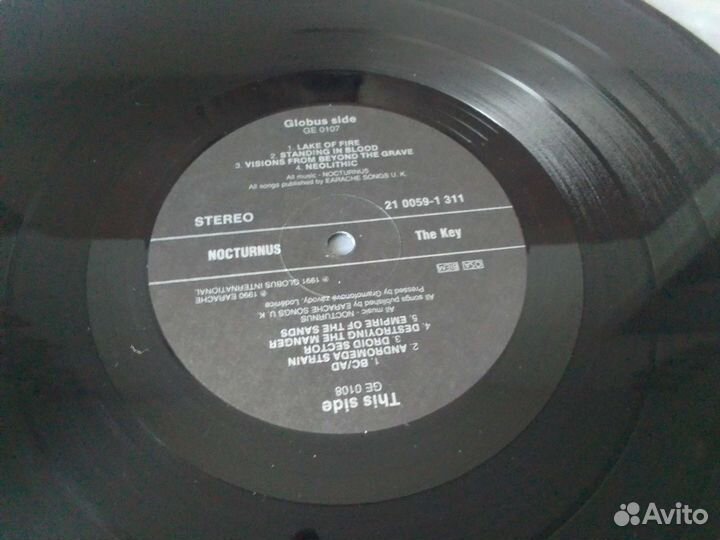 Globus side
GE 0107
1. LAKE OF FIRE
2. STANDING IN BLOOD
3. VISIONS FROM BEYOND THE GRAVE
4. NEOLITHIC
All music - NOCTURNUS
All songs published by EARACHE SONGS U. K.
STEREO
21 0059-1 311
NOCTURNUS
The Key
OSA BIEM
This side
GE 0108
1. BC/AD
2. ANDROMEDA STRAIN
3. DROID SECTOR
4. DESTROYING THE MANGER
5. EMPIRE OF THE SANDS
All music - NOCTURNUS
All songs published by EARACHE SONGS U. K.
Pressed by Gramofonové závody, Loděnice
℗ 1990 EARACHE
℗ 1991 GLOBUS INTERNATIONAL
Avito